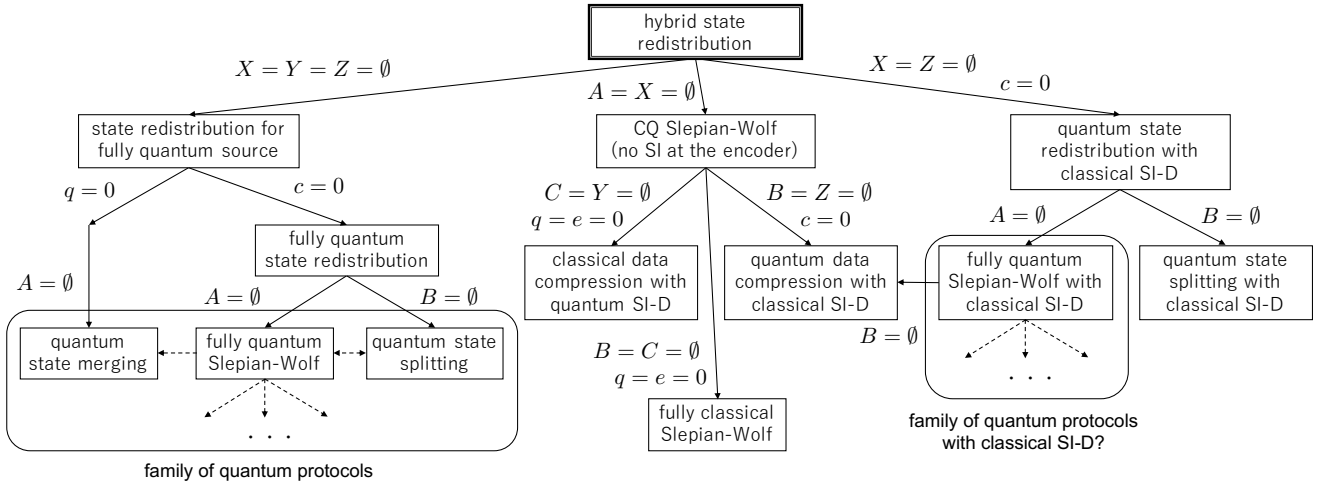 hybrid state
redistribution
X = Y = Z = ∅
A = X = ∅
X = Z = ∅
c = 0
state redistribution for
fully quantum source
CQ Slepian-Wolf
(no SI at the encoder)
quantum state
redistribution with
classical SI-D
q = 0
c = 0
C = Y = ∅
q = e = 0
B = Z = ∅
c = 0
A = ∅
B = ∅
fully quantum
state redistribution
classical data
compression with
quantum SI-D
quantum data
compression with
classical SI-D
fully quantum
Slepian-Wolf with
classical SI-D
quantum state
splitting with
classical SI-D
A = ∅
A = ∅
B = ∅
B = ∅
quantum
state merging
fully quantum
Slepian-Wolf
quantum state
splitting
B = C = ∅
q = e = 0
. . .
fully classical
Slepian-Wolf
. . .
family of quantum protocols
with classical SI-D?
family of quantum protocols